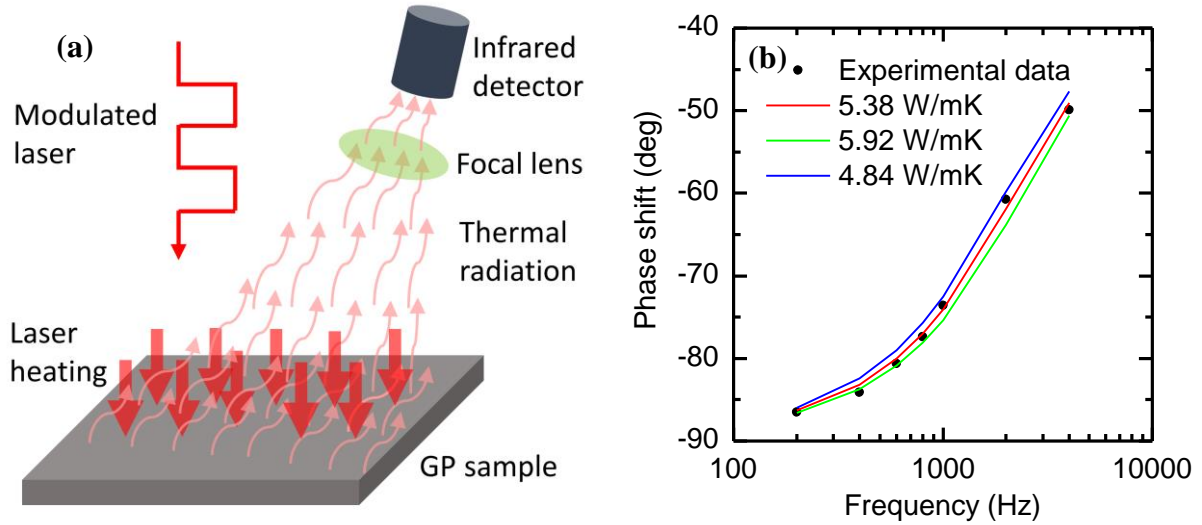 (a)
Infrared
detector
Modulated
laser
Focal lens
Thermal
radiation
Laser
heating
GP sample
(b)
Experimental data
5.38 W/mK
5.92 W/mK
4.84 W/mK
Phase shift (deg)
-40
-50
-60
-70
-80
-90
100
1000
10000
Frequency (Hz)